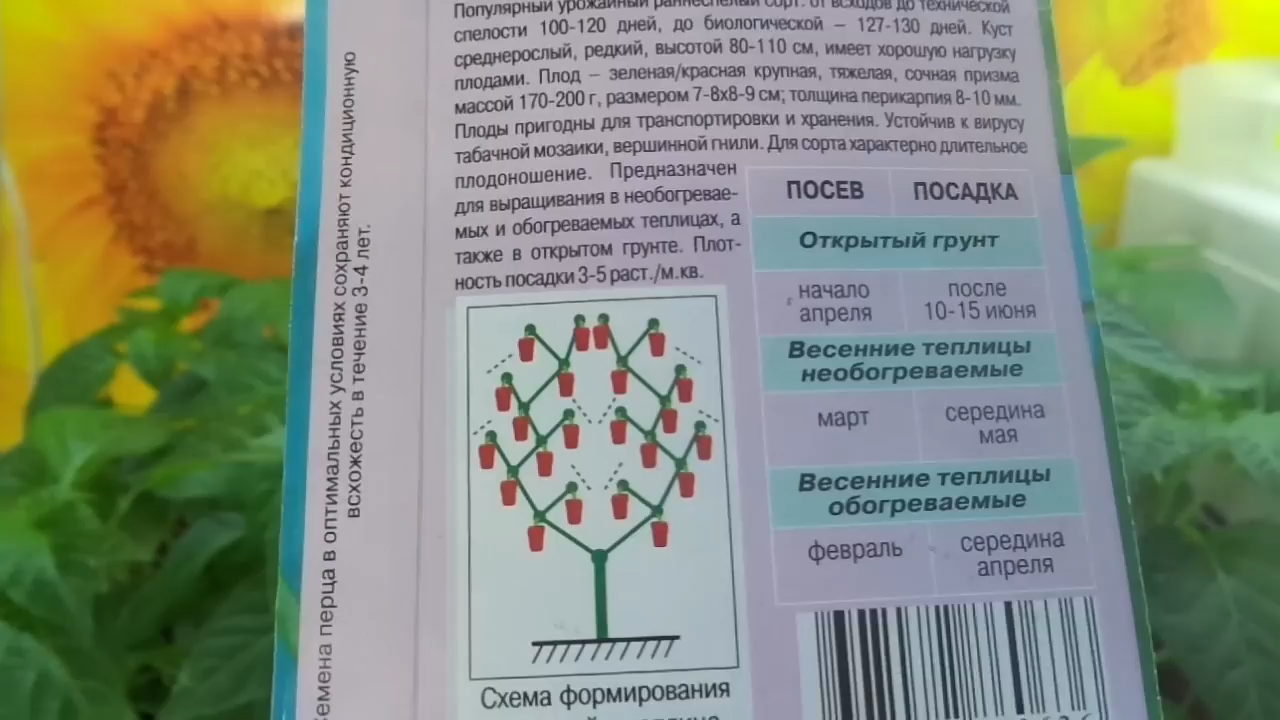 Популярный урожайный раннеспелый сорт: от всходов до технической
спелости 100-120 дней, до биологической – 127-130 дней. Куст
среднерослый, редкий, высотой 80-110 см, имеет хорошую нагрузку
плодами. Плод – зеленая/красная крупная, тяжелая, сочная призма
массой 170-200 г, размером 7-8х8-9 см; толщина перикарпия 8-10 мм.
Плоды пригодны для транспортировки и хранения. Устойчив к вирусу
табачной мозаики, вершинной гнили. Для сорта характерно длительное
плодоношение. Предназначен
для выращивания в необогревае-
мых и обогреваемых теплицах, а
также в открытом грунте. Плот-
ность посадки 3-5 раст./м.кв.
ПОСЕВ ПОСАДКА
Открытый грунт
начало после
апреля 10-15 июня
Весенние теплицы
необогреваемые
март середина
мая
Весенние теплицы
обогреваемые
февраль середина
апреля
Схема формирования
семена перца в оптимальных условиях сохраняют кондиционную
всхожесть в течение 3-4 лет.